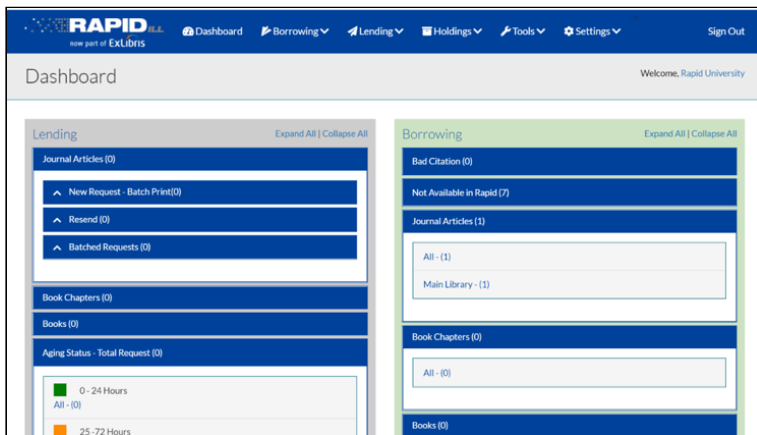 RAPID ILL
now part of ExLibris
Dashboard
Borrowing
Lending
Holdings
Tools
Settings
Sign Out
Dashboard
Welcome, Rapid University
Lending
Expand All | Collapse All
Journal Articles (0)
New Request - Batch Print(0)
Resend (0)
Batched Requests (0)
Book Chapters (0)
Books (0)
Aging Status - Total Request (0)
0 - 24 Hours
All - (0)
25 -72 Hours
Borrowing
Expand All | Collapse All
Bad Citation (0)
Not Available in Rapid (7)
Journal Articles (1)
All - (1)
Main Library - (1)
Book Chapters (0)
All - (0)
Books (0)